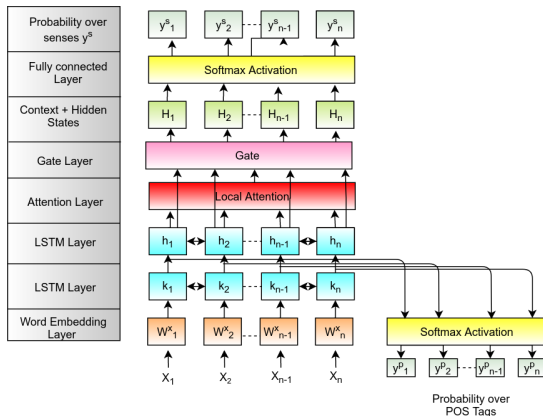 Probability over
senses y^s
Fully connected
Layer
Context + Hidden
States
Gate Layer
Attention Layer
LSTM Layer
LSTM Layer
Word Embedding
Layer
y^s_1 y^s_2 y^s_n-1 y^s_n
Softmax Activation
H_1 H_2 H_n-1 H_n
Gate
Local Attention
h_1 h_2 h_n-1 h_n
k_1 k_2 k_n-1 k_n
W^x_1 W^x_2 W^x_n-1 W^x_n
X_1 X_2 X_n-1 X_n
Softmax Activation
y^p_1 y^p_2 y^p_n-1 y^p_n
Probability over
POS Tags